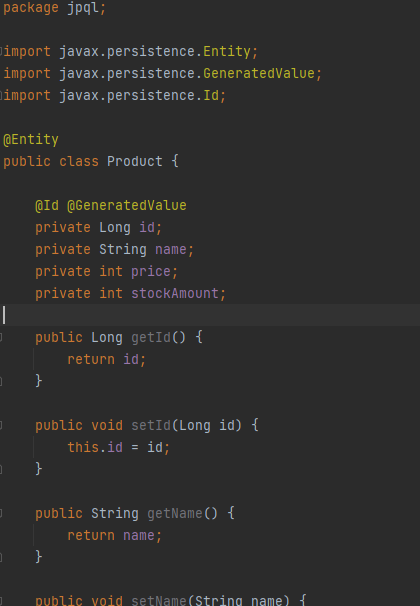 package jpql;
import javax.persistence.Entity;
import javax.persistence.GeneratedValue;
import javax.persistence.Id;
@Entity
public class Product {
@Id @GeneratedValue
private Long id;
private String name;
private int price;
private int stockAmount;
public Long getId() {
return id;
}
public void setId(Long id) {
this.id = id;
}
public String getName() {
return name;
}
public void setName(String name) {